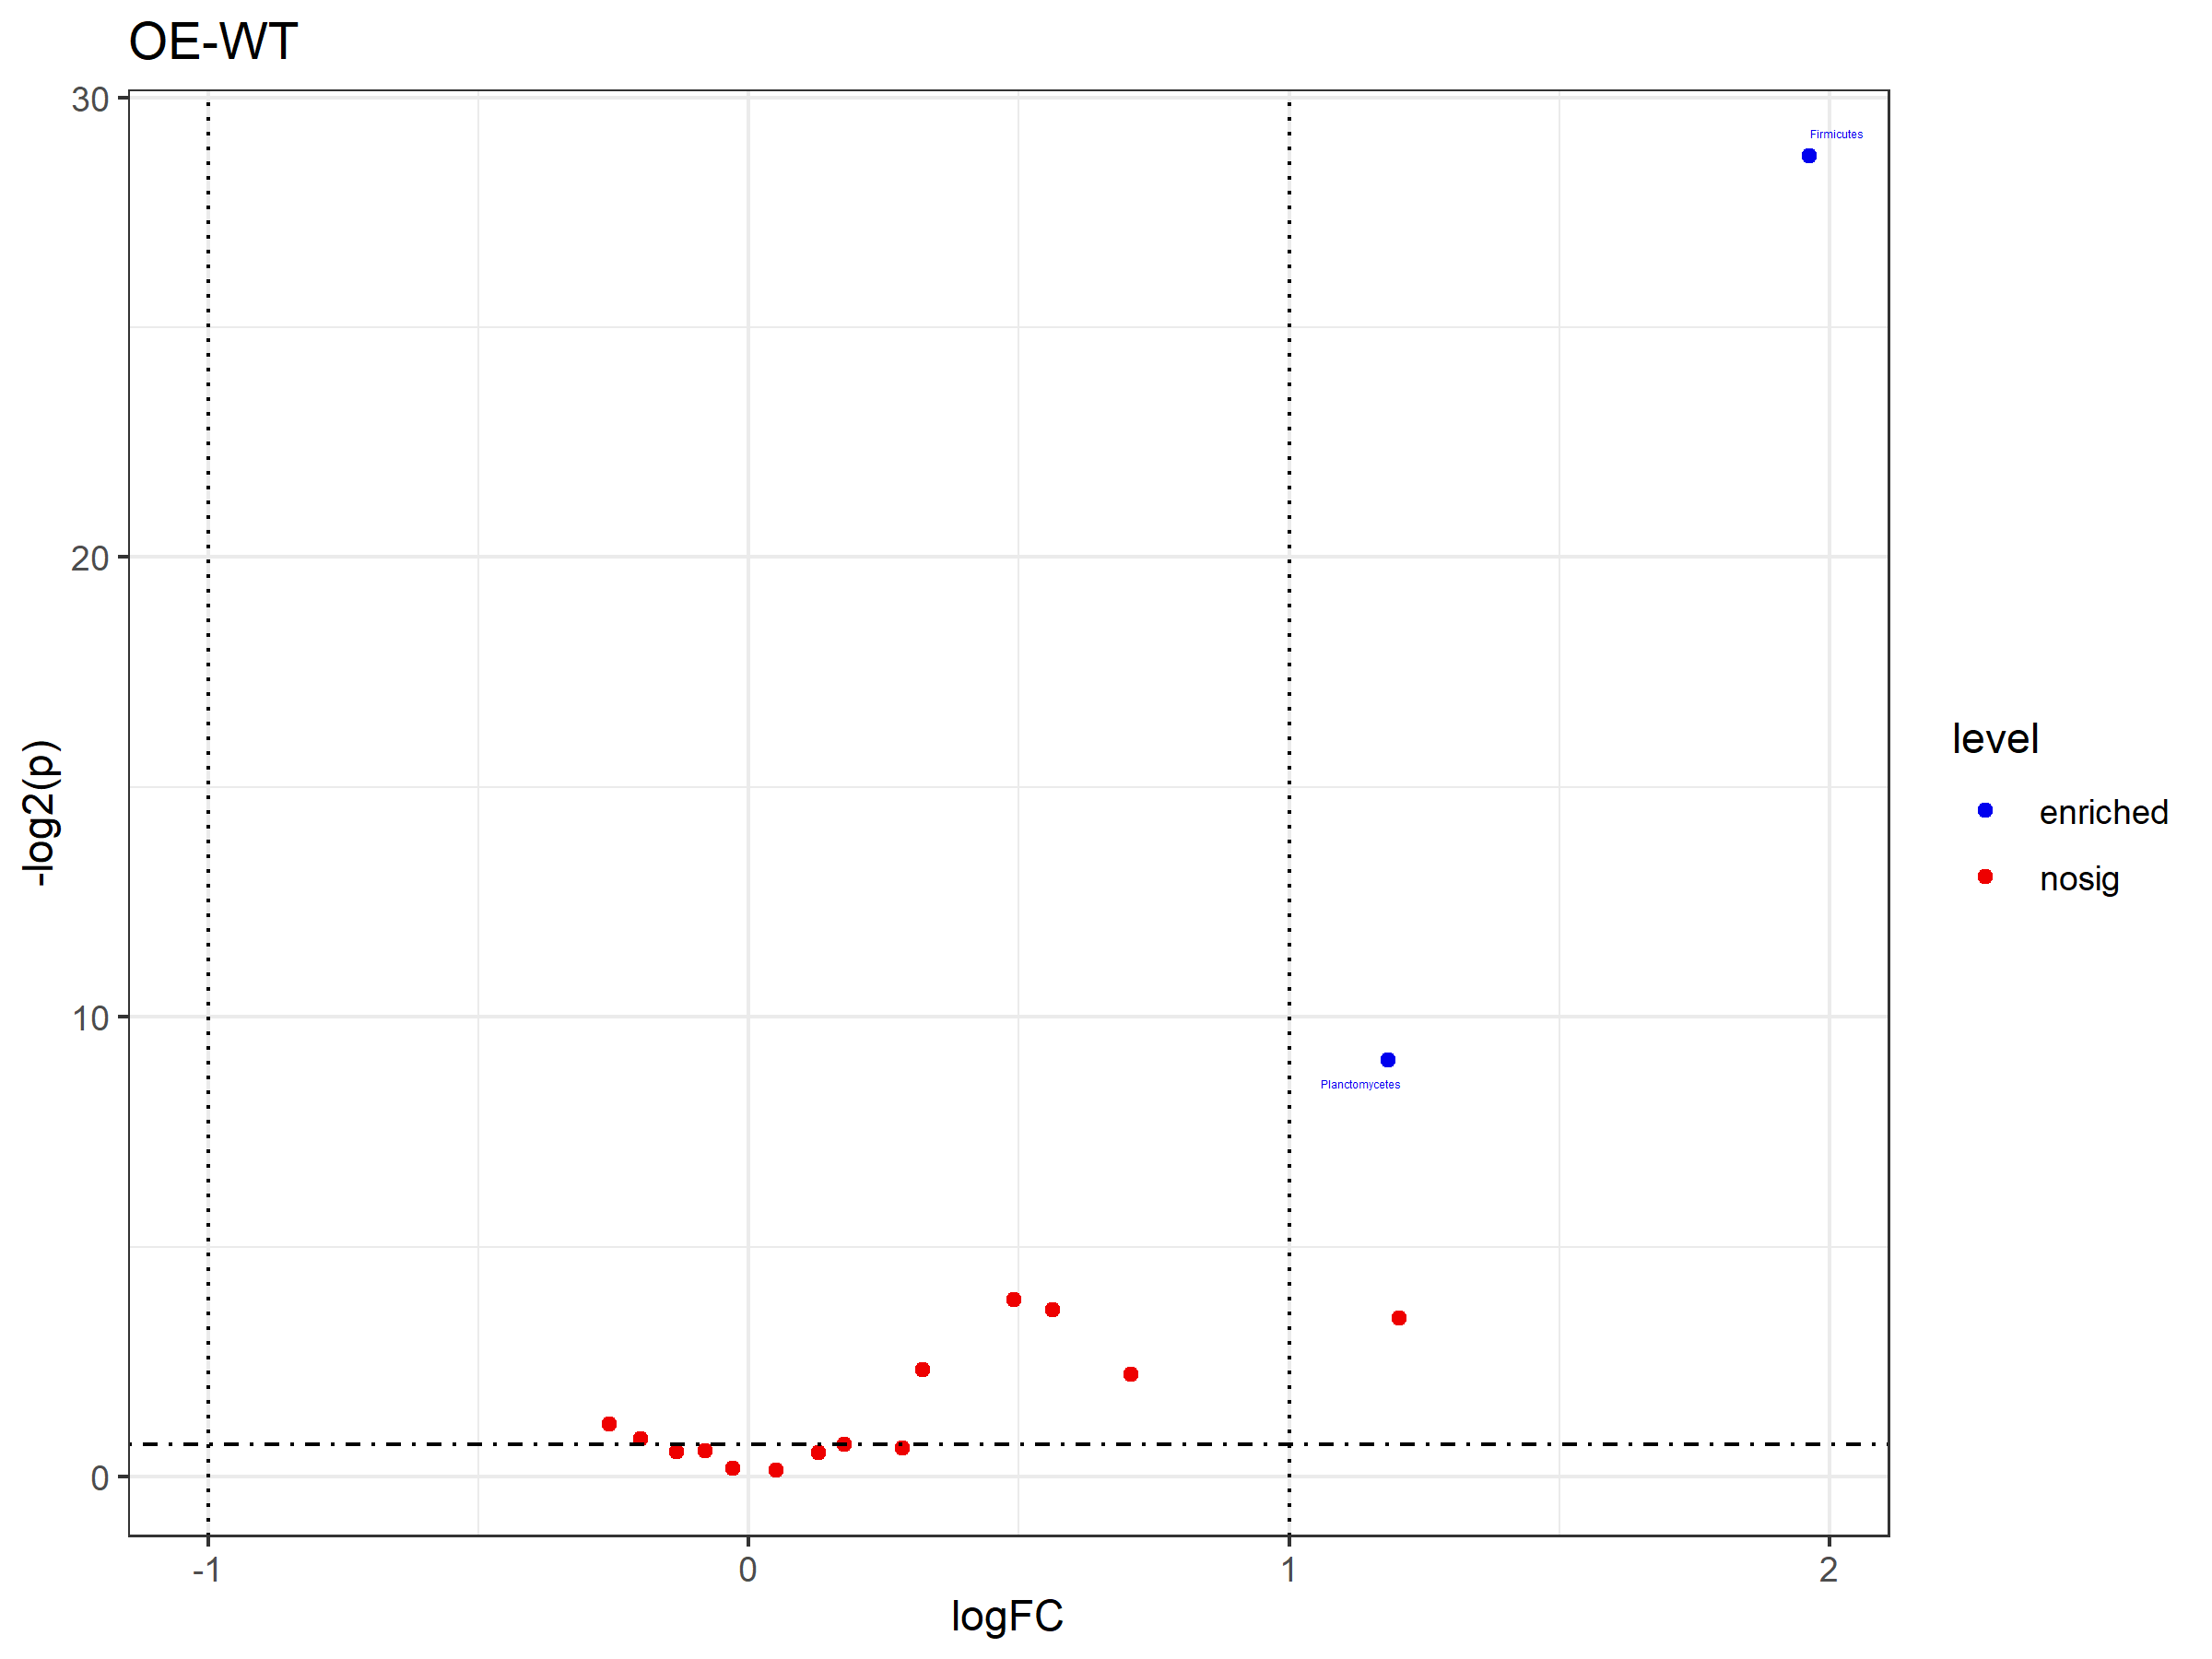 OE-WT
30
20
10
0
-log2(p)
-1
0
1
2
logFC
Firmicutes
Planctomycetes
level
enriched
nosig